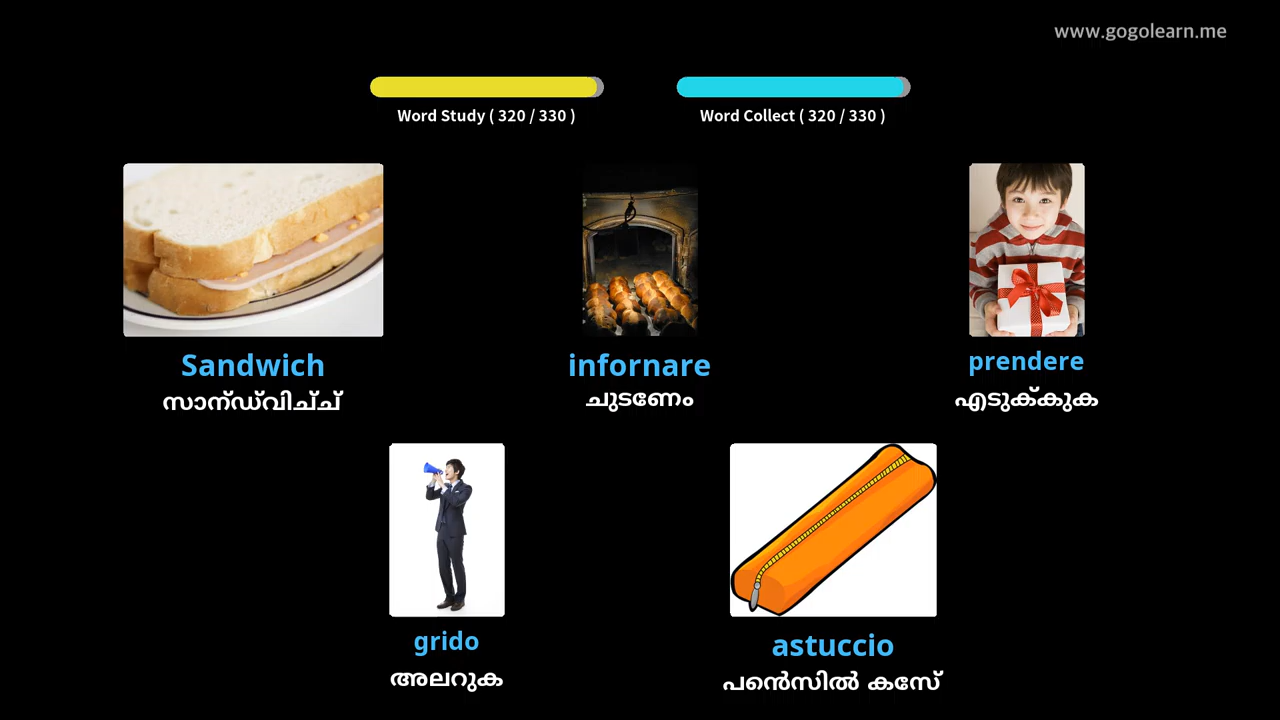 www.gogolearn.me
Word Study ( 320 / 330 )
Word Collect ( 320 / 330 )
Sandwich
സാന്ഡ്‌വിച്ച്
infornare
ചുടണേം
prendere
എടുക്കുക
grido
അലറുക
astuccio
പൻെസിൽ കസേ്